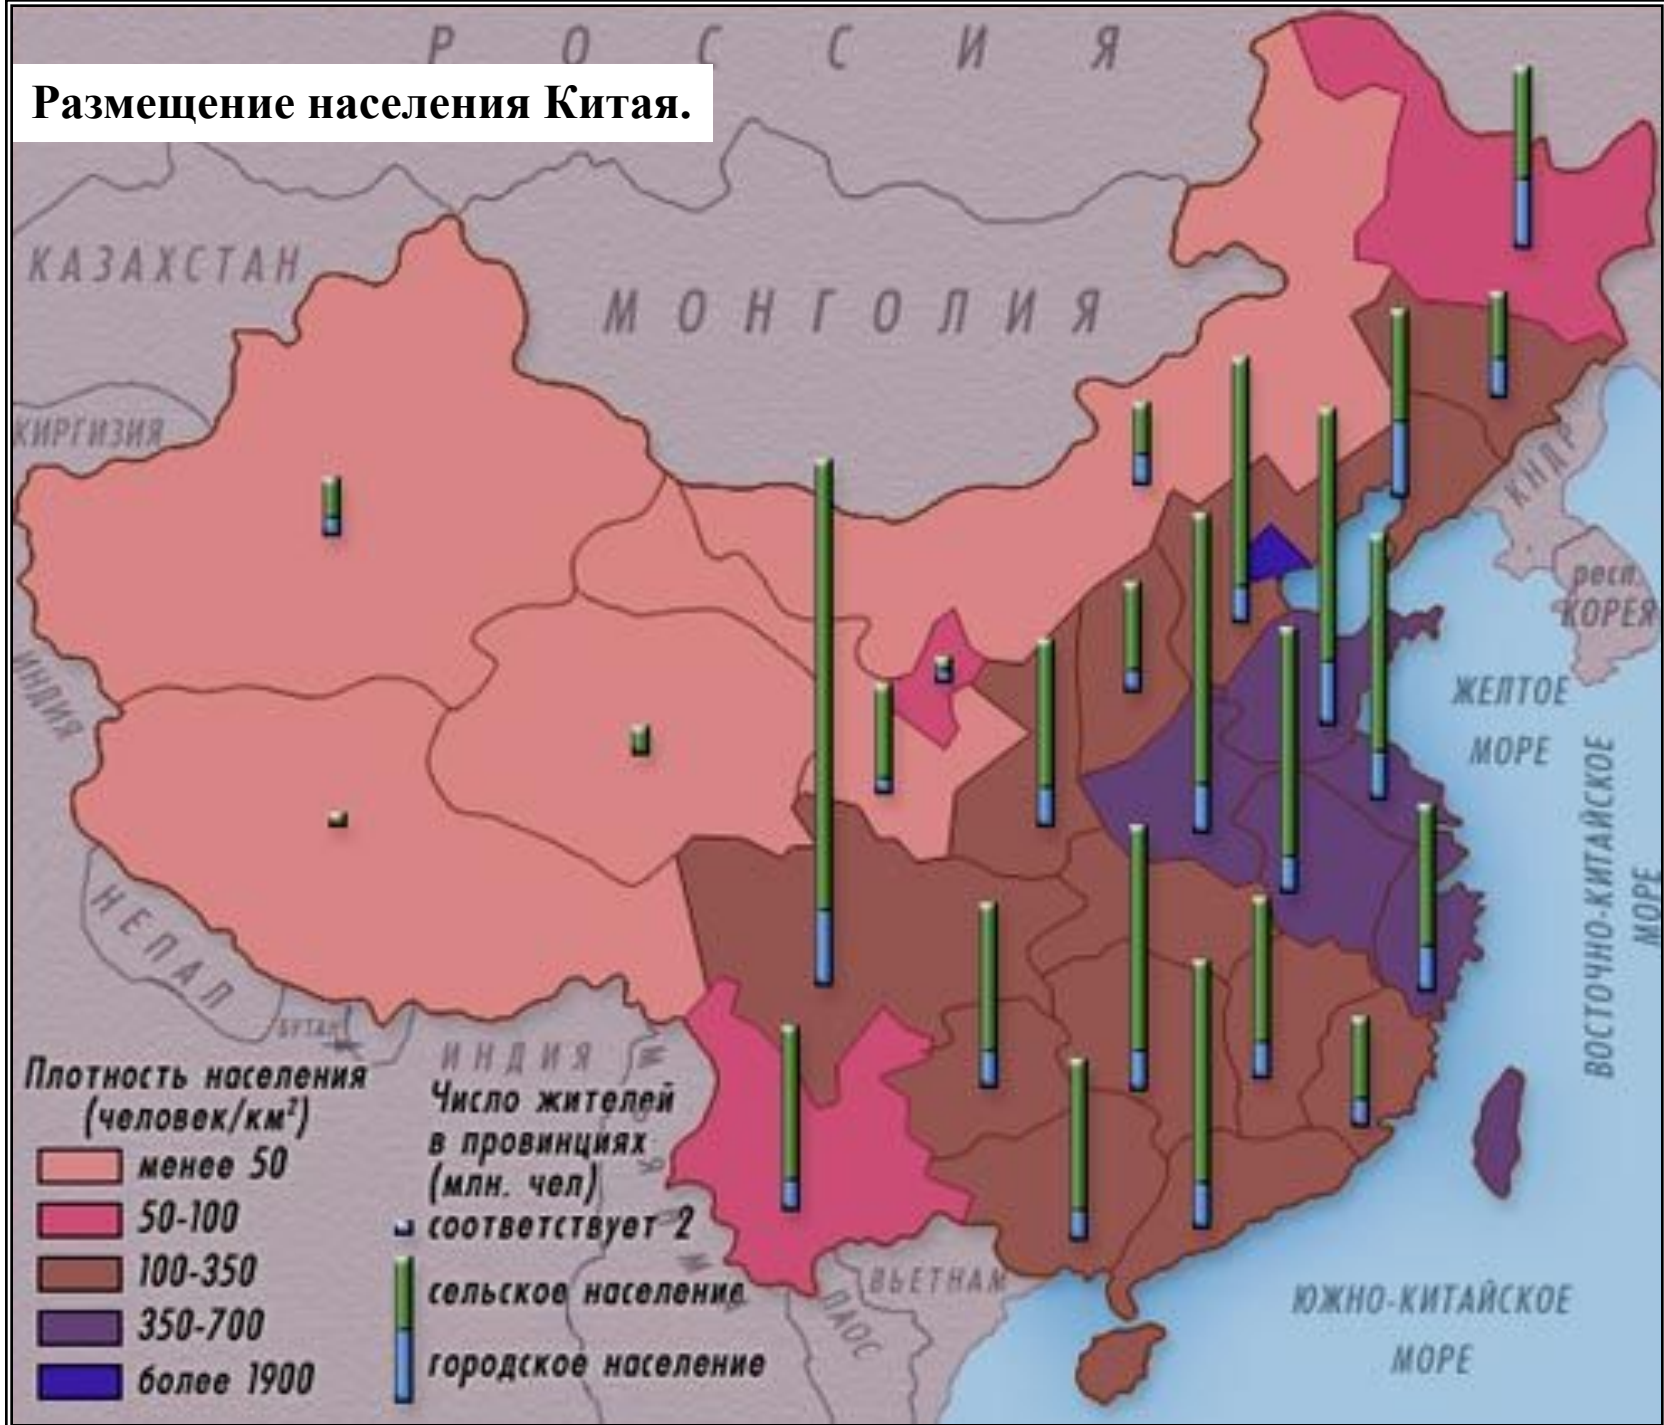 РОССИЯ
Размещение населения Китая.
КАЗАХСТАН
МОНГОЛИЯ
КИРГИЗИЯ
КНДР
респ.
КОРЕЯ
ИНДИЯ
ЖЕЛТОЕ
МОРЕ
ВОСТОЧНО-КИТАЙСКОЕ
МОРЕ
НЕПАЛ
БУТАН
ИНДИЯ
Плотность населения
(человек/км²)
менее 50
50-100
100-350
350-700
более 1900
Число жителей
в провинциях
(млн. чел)
соответствует 2
сельское население
городское население
ВЬЕТНАМ
ЛАОС
ЮЖНО-КИТАЙСКОЕ
МОРЕ